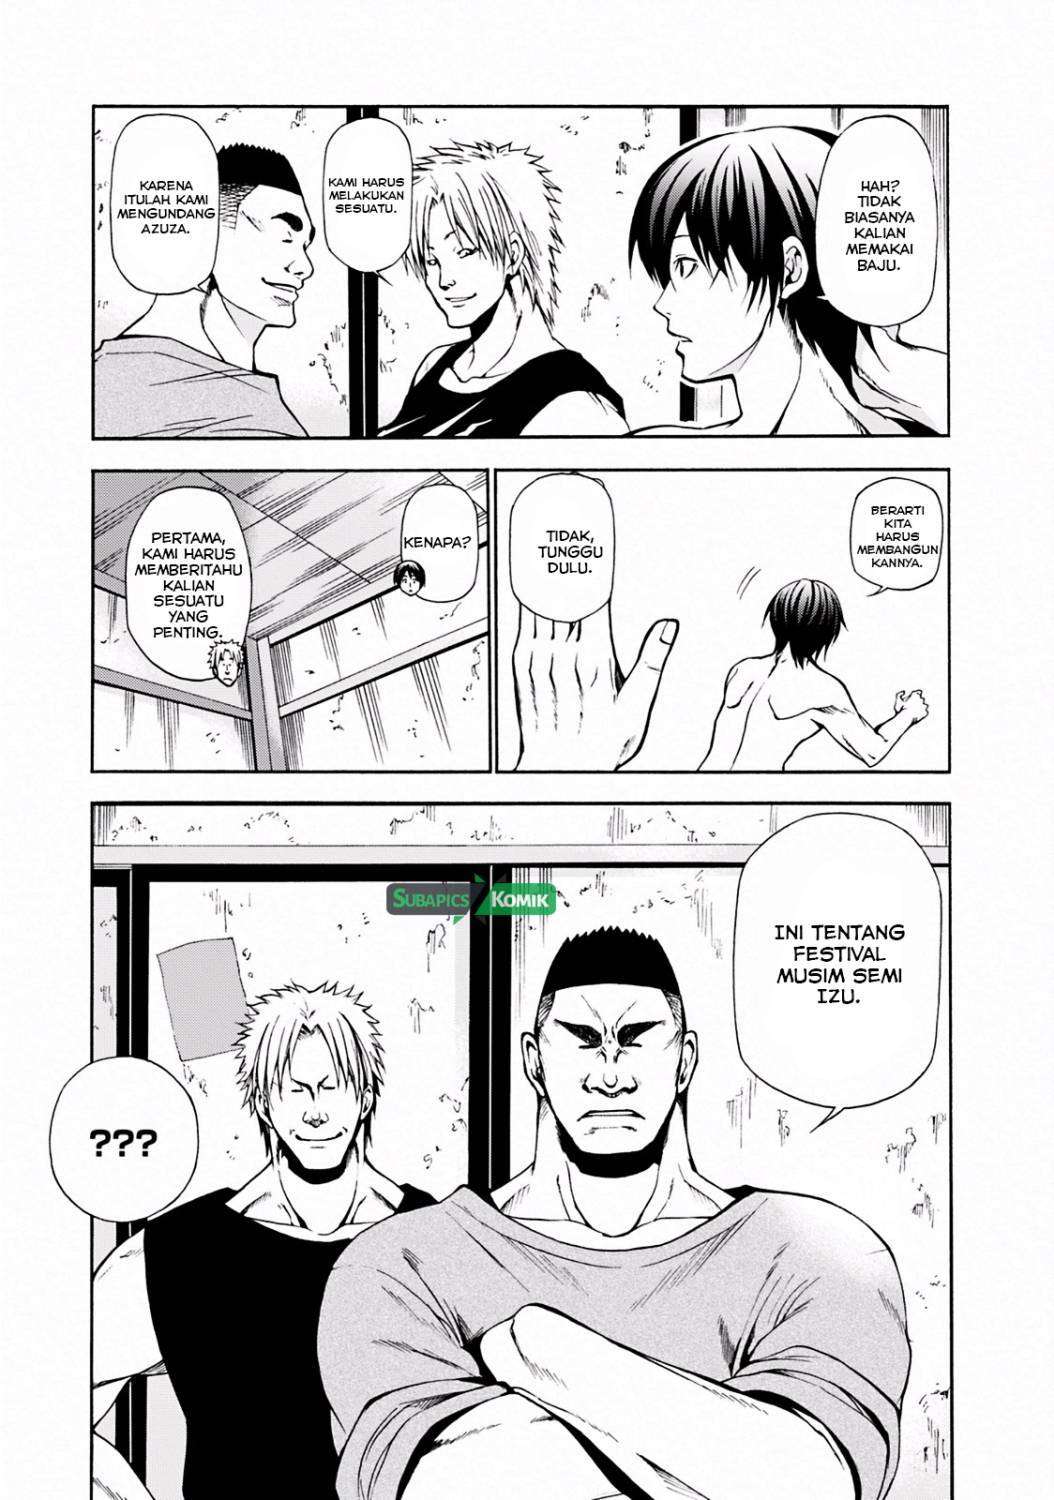 HAH?
TIDAK
BIASANYA
KALIAN
MEMAKAI
BAJU.
KAMI HARUS
MELAKUKAN
SESUATU.
KARENA
ITULAH KAMI
MENGUNDANG
AZUZA.
BERARTI
KITA
HARUS
MEMBANGUN
KANNYA.
TIDAK,
TUNGGU
DULU.
KENAPA?
PERTAMA,
KAMI HARUS
MEMBERITAHU
KALIAN
SESUATU
YANG
PENTING.
SUBAPICS KOMIK
INI TENTANG
FESTIVAL
MUSIM SEMI
IZU.
???